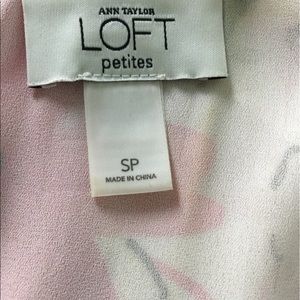 ANN TAYLOR
LOFT
petites
SP
MADE IN CHINA